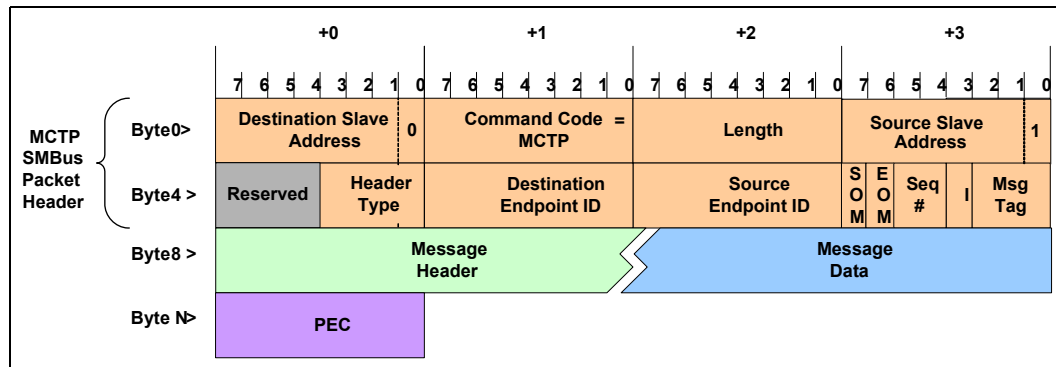 +0 +1 +2 +3
7 6 5 4 3 2 1 0 7 6 5 4 3 2 1 0 7 6 5 4 3 2 1 0 7 6 5 4 3 2 1 0
MCTP
SMBus
Packet
Header
Byte0>
Destination Slave
Address
0
Command Code =
MCTP
Length
Source Slave
Address
1
Byte4 >
Reserved
Header
Type
Destination
Endpoint ID
Source
Endpoint ID
SOM
EOM
Seq
#
I
Msg
Tag
Byte8 >
Message
Header
Message
Data
Byte N>
PEC